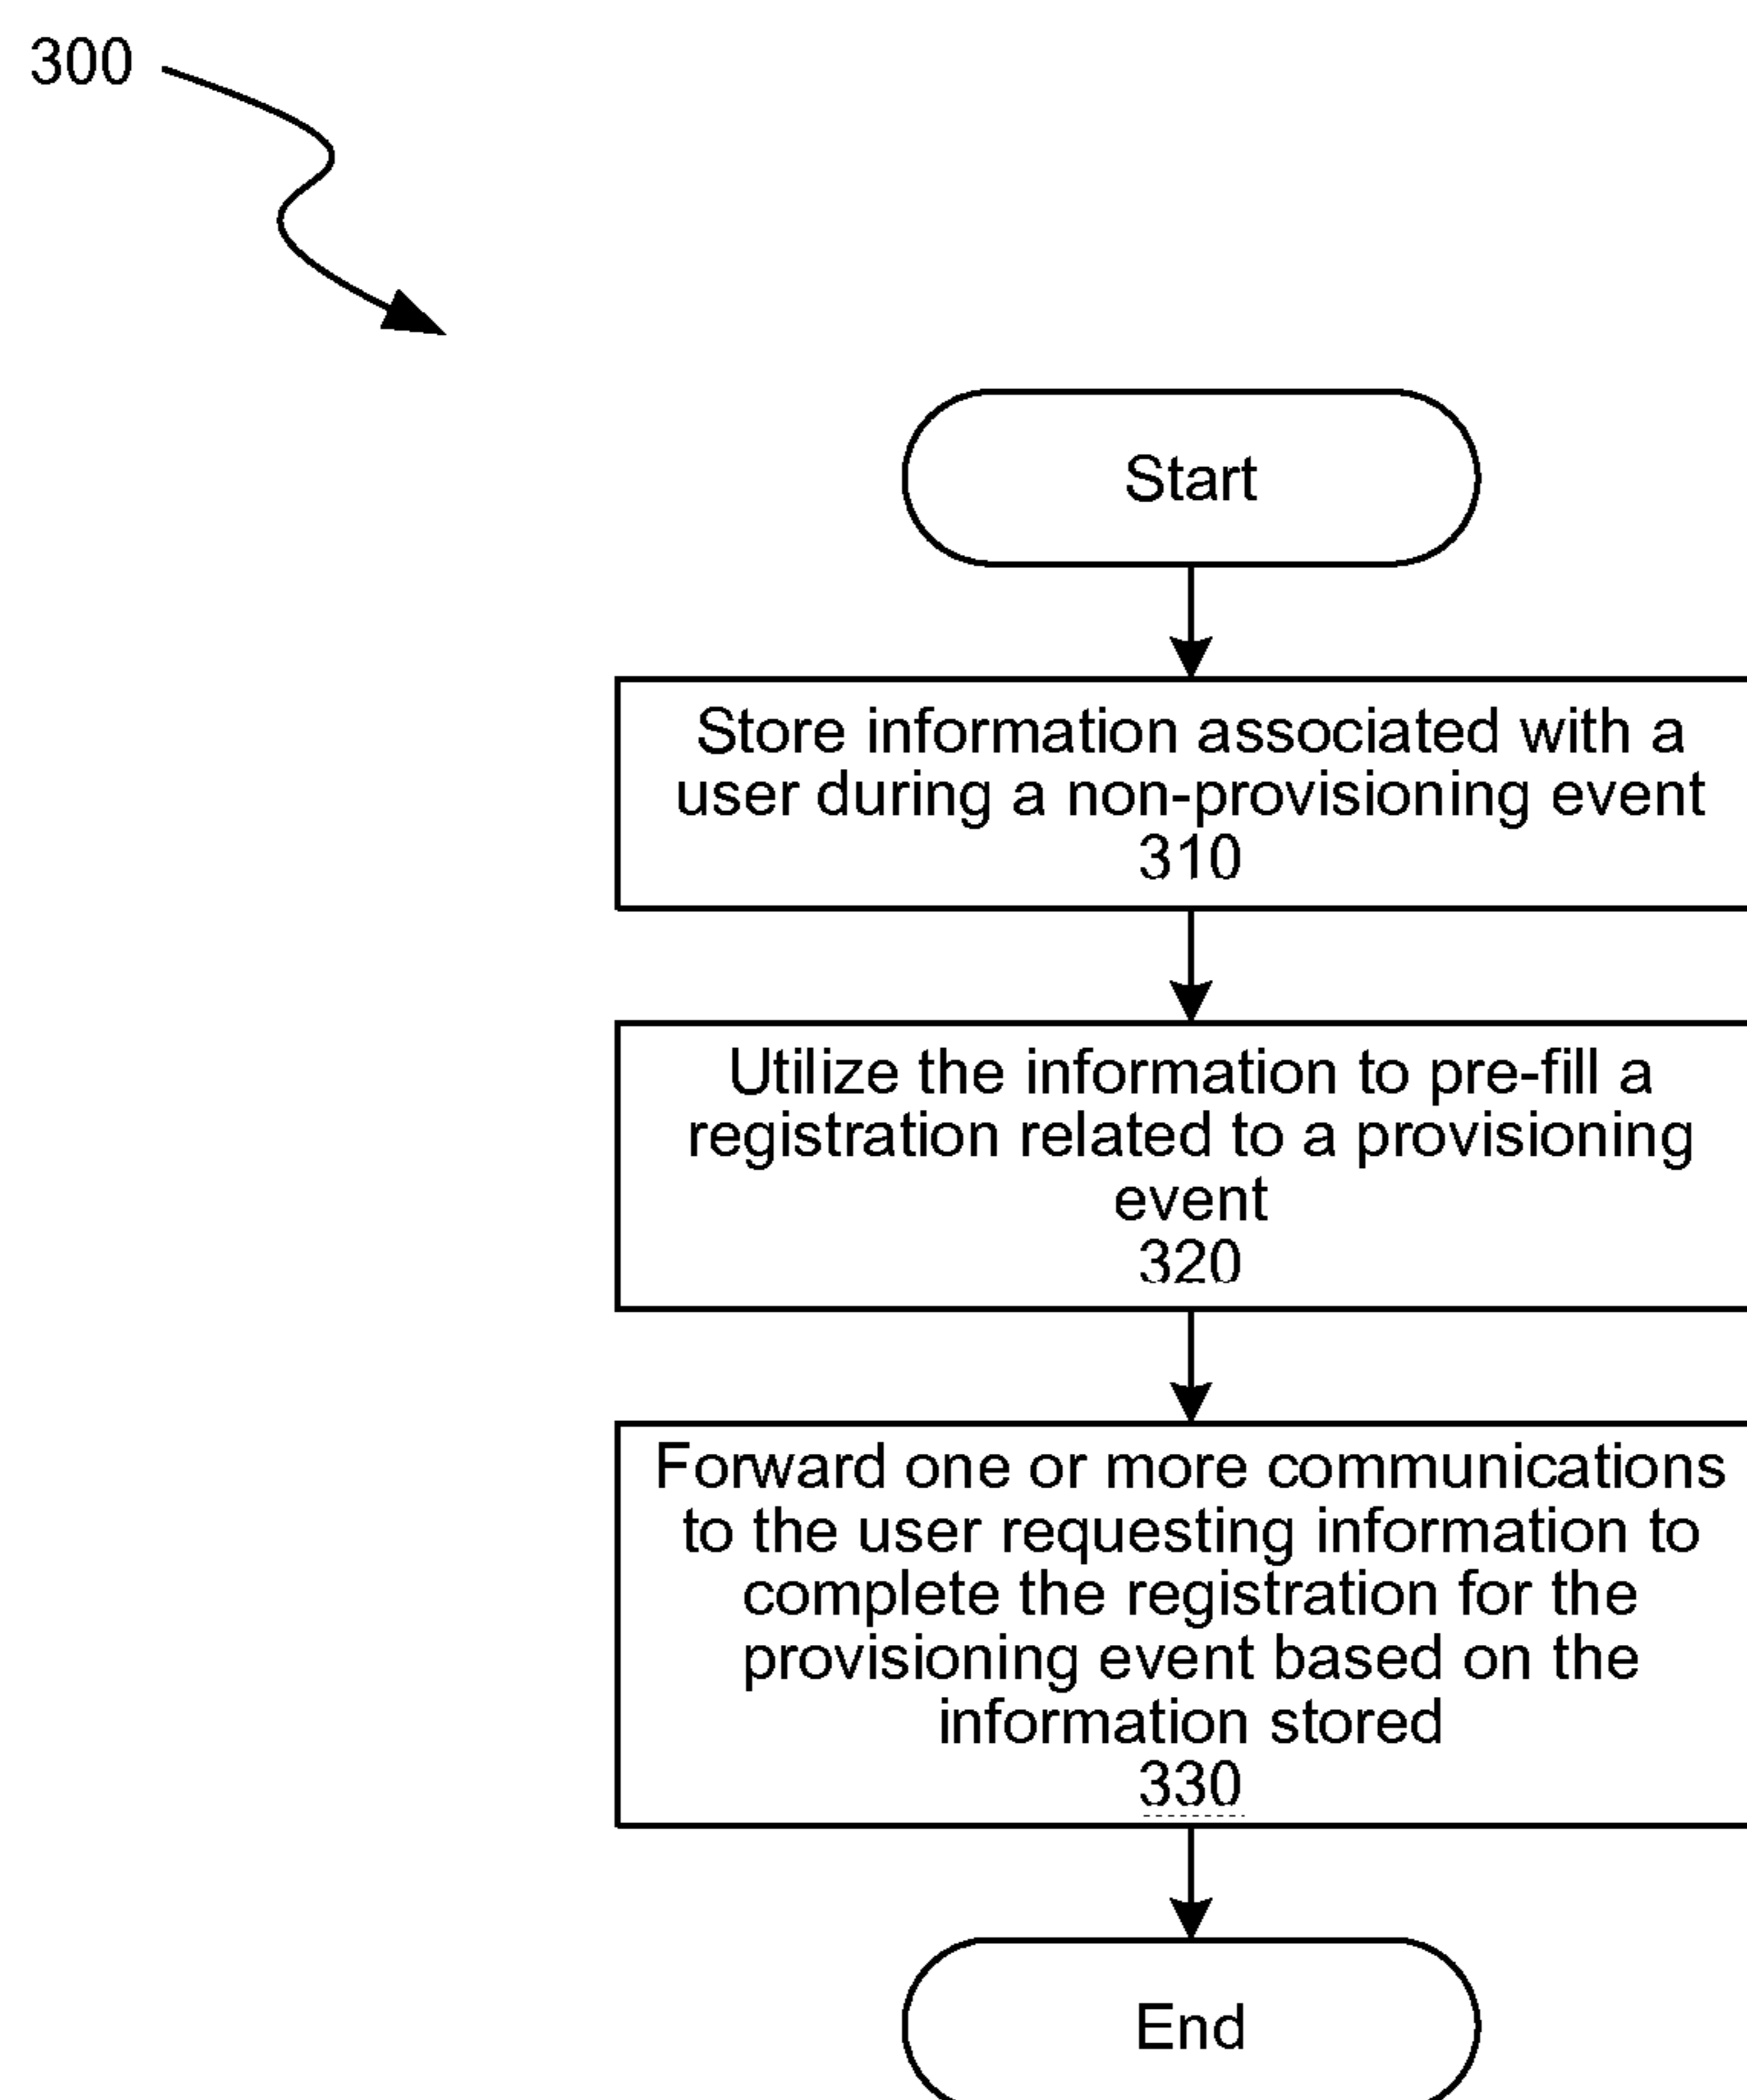 300
Start
Store information associated with a
user during a non-provisioning event
310
Utilize the information to pre-fill a
registration related to a provisioning
event
320
Forward one or more communications
to the user requesting information to
complete the registration for the
provisioning event based on the
information stored
330
End